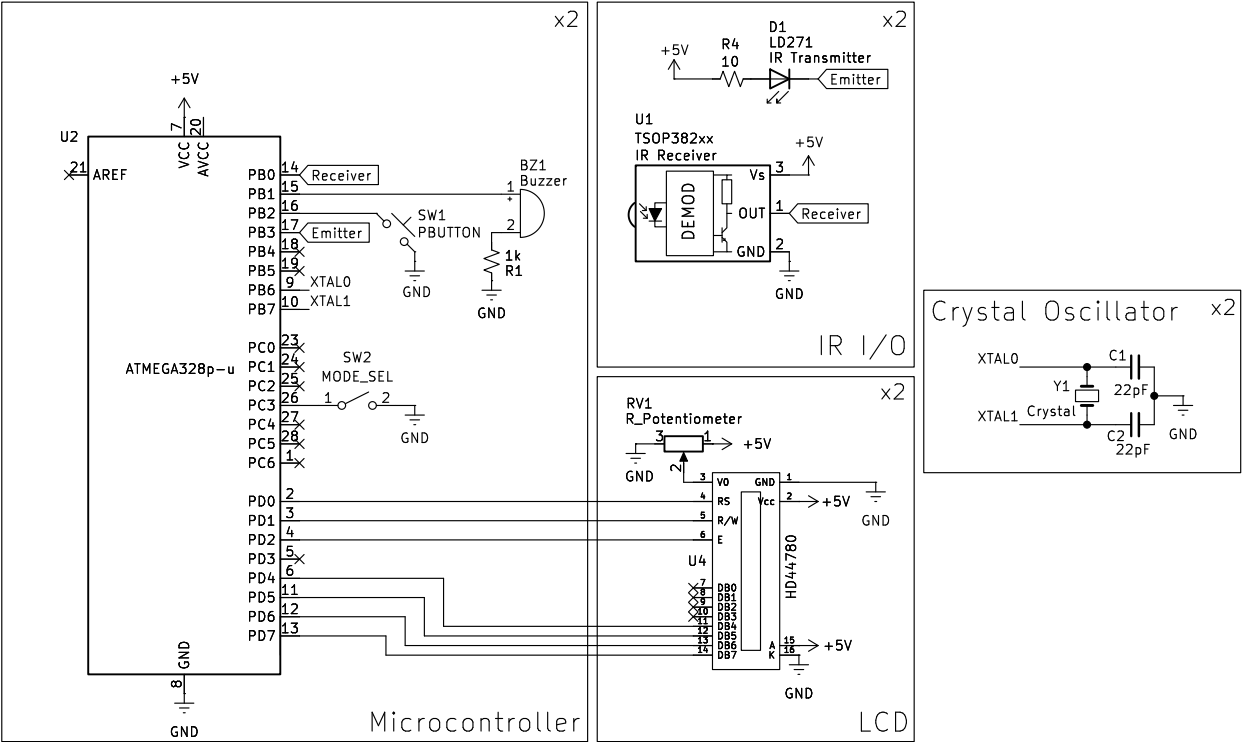 x2
+5V
U2
7
VCC
20
AVCC
21
AREF
PB0
14
Receiver
PB1
15
PB2
16
PB3
17
Emitter
PB4
18
PB5
19
PB6
9
XTAL0
PB7
10
XTAL1
BZ1
Buzzer
1
+
2
SW1
PBUTTON
GND
1k
R1
GND
ATMEGA328p-u
PC0
23
PC1
24
PC2
25
PC3
26
PC4
27
PC5
28
PC6
1
SW2
MODE_SEL
1
2
GND
PD0
2
PD1
3
PD2
4
PD3
5
PD4
6
PD5
11
PD6
12
PD7
13
GND
8
GND
Microcontroller
x2
+5V
R4
10
D1
LD271
IR Transmitter
Emitter
U1
TSOP382xx
IR Receiver
DEMOD
Vs
3
+5V
OUT
1
Receiver
GND
2
GND
IR I/O
x2
RV1
R_Potentiometer
3
1
+5V
GND
2
3
VO
GND
1
4
RS
Vcc
2
+5V
GND
5
R/W
6
E
U4
HD44780
7
DB0
8
DB1
9
DB2
10
DB3
11
DB4
12
DB5
13
DB6
14
DB7
A
15
+5V
K
16
GND
LCD
Crystal Oscillator
x2
XTAL0
C1
22pF
Y1
Crystal
XTAL1
C2
22pF
GND